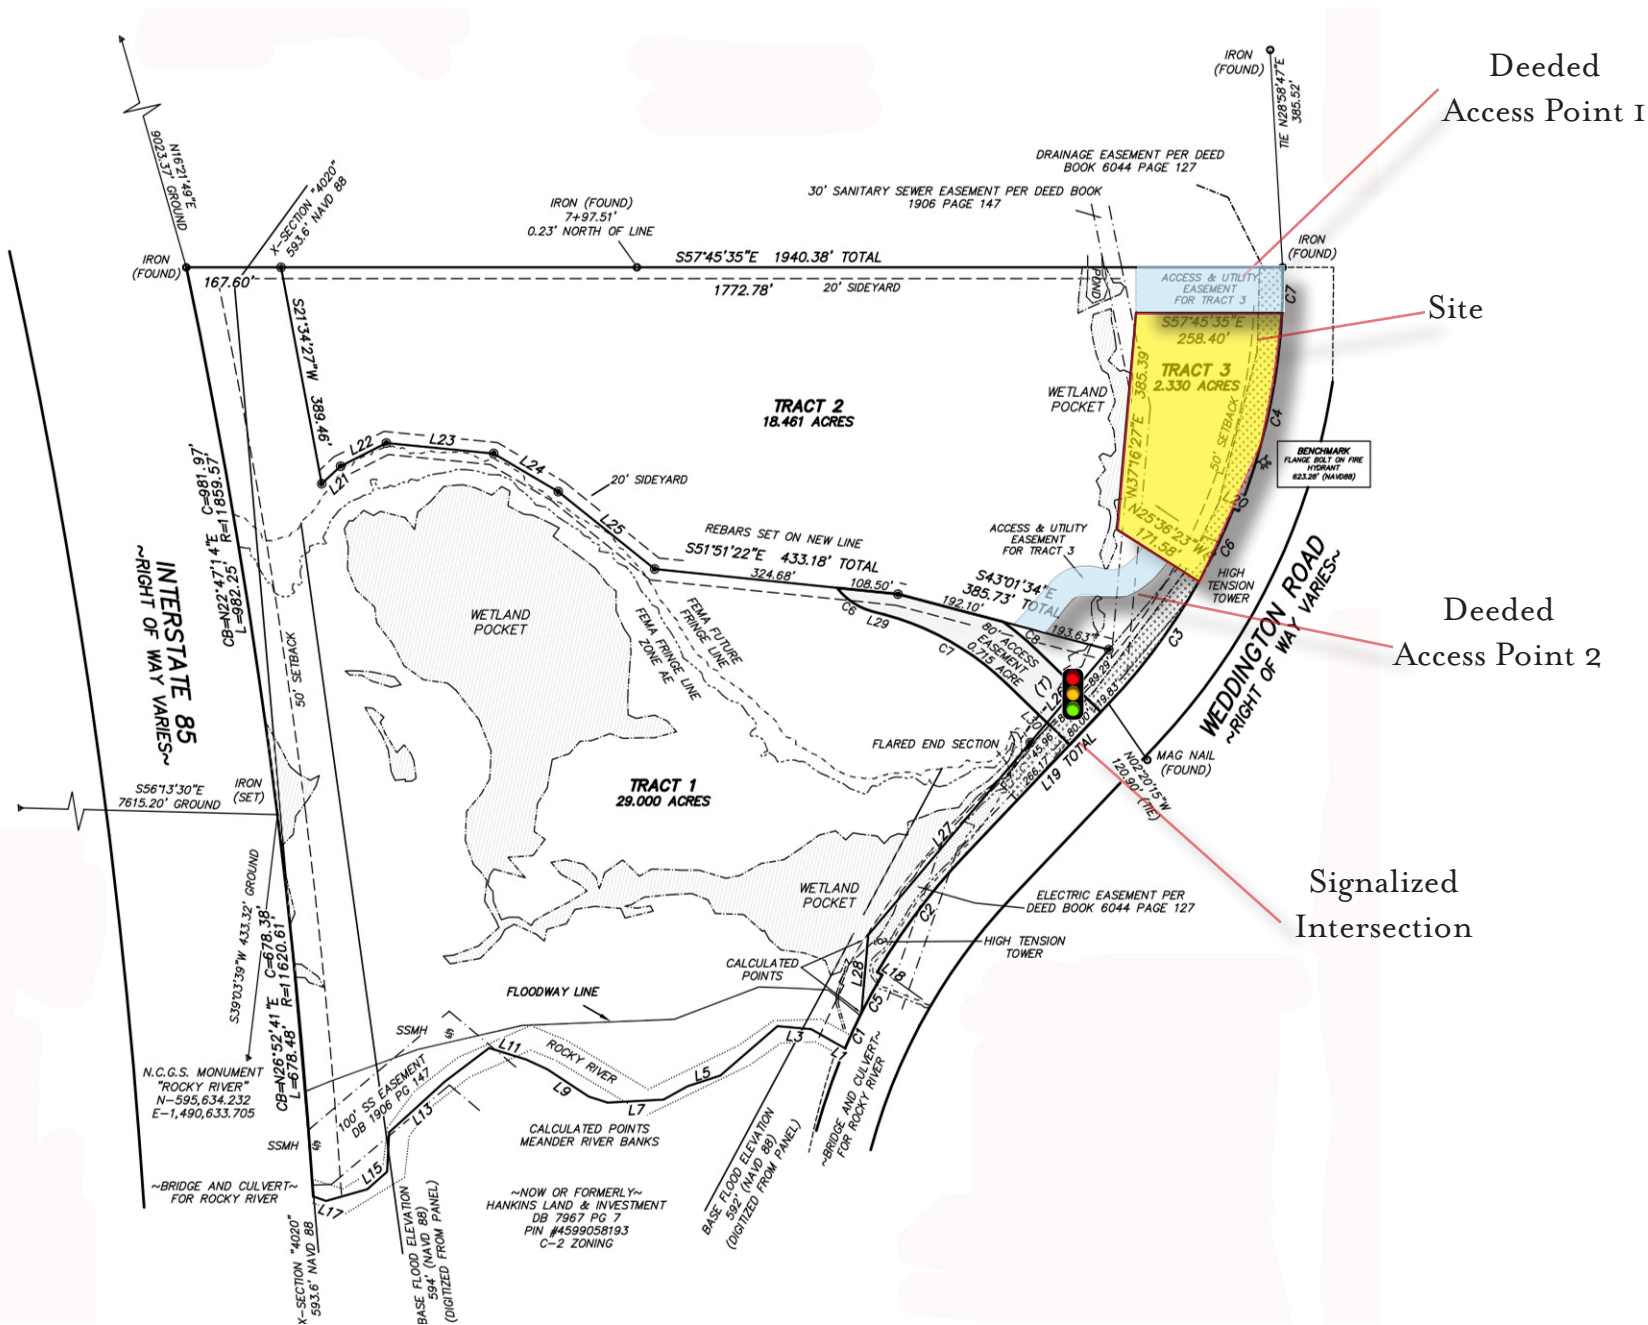 Deeded
Access Point 1
Site
Deeded
Access Point 2
Signalized
Intersection
IRON
(FOUND)
TIE N28°58'47"E
385.52'
DRAINAGE EASEMENT PER DEED
BOOK 6044 PAGE 127
30' SANITARY SEWER EASEMENT PER DEED BOOK
1906 PAGE 147
N16°21'49"E
9023.37' GROUND
X-SECTION "4020"
593.6' NAVD 88
IRON (FOUND)
7+97.51'
0.23' NORTH OF LINE
IRON
(FOUND)
IRON
(FOUND)
S57°45'35"E 1940.38' TOTAL
167.60'
1772.78'
20' SIDEYARD
POND
ACCESS & UTILITY
EASEMENT
FOR TRACT 3
C7
S57°45'35"E
258.40'
TRACT 3
2.330 ACRES
N37°16'27"E 385.39'
50' SETBACK
C4
WETLAND
POCKET
BENCHMARK
FLANGE BOLT ON FIRE
HYDRANT
623.28' (NAVD88)
L20
N25°36'23"W
171.58'
C6
HIGH
TENSION
TOWER
S21°34'27"W 389.46'
TRACT 2
18.461 ACRES
L21
L22
L23
L24
L25
20' SIDEYARD
REBARS SET ON NEW LINE
S51°51'22"E 433.18' TOTAL
324.68'
108.50'
ACCESS & UTILITY
EASEMENT
FOR TRACT 3
S43°01'34"E
385.73' TOTAL
192.10'
193.63'
C8
C6
L29
C7
80' ACCESS
EASEMENT
0.715 ACRE
C3
WEDDINGTON ROAD
~RIGHT OF WAY VARIES~
INTERSTATE 85
~RIGHT OF WAY VARIES~
CB=N22°47'14"E C=981.97'
L=982.25' R=11859.57'
50' SETBACK
WETLAND
POCKET
FEMA FUTURE
FRINGE LINE
FEMA FRINGE LINE
ZONE AE
(T)
L26
89.29'
119.83'
80.00'
L30
45.96'
266.17'
L19 TOTAL
FLARED END SECTION
MAG NAIL
(FOUND)
N02°20'15"W
120.90' (TIE)
S56°13'30"E
7615.20' GROUND
IRON
(SET)
TRACT 1
29.000 ACRES
L27
WETLAND
POCKET
ELECTRIC EASEMENT PER
DEED BOOK 6044 PAGE 127
C2
HIGH TENSION
TOWER
S39°03'39"W 433.32' GROUND
CB=N26°52'41"E C=678.38'
L=678.48' R=11620.61'
CALCULATED
POINTS
L28
L18
C5
FLOODWAY LINE
C1
L1
L3
L5
L7
L9
L11
L13
L15
L17
ROCKY RIVER
SSMH
100' SS EASEMENT
DB 1906 PG 147
SSMH
N.C.G.S. MONUMENT
"ROCKY RIVER"
N-595,634.232
E-1,490,633.705
CALCULATED POINTS
MEANDER RIVER BANKS
~BRIDGE AND CULVERT~
FOR ROCKY RIVER
~BRIDGE AND CULVERT~
FOR ROCKY RIVER
~NOW OR FORMERLY~
HANKINS LAND & INVESTMENT
DB 7967 PG 7
PIN #4599058193
C-2 ZONING
BASE FLOOD ELEVATION
592' (NAVD 88)
(DIGITIZED FROM PANEL)
BASE FLOOD ELEVATION
594' (NAVD 88)
(DIGITIZED FROM PANEL)
X-SECTION "4020"
593.6' NAVD 88